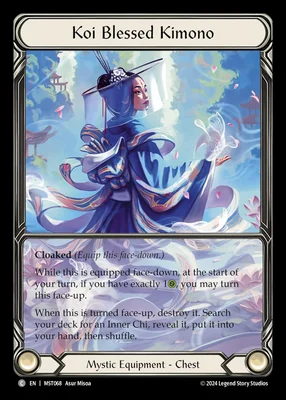 Koi Blessed Kimono
Cloaked (Equip this face-down.)
While this is equipped face-down, at the start of
your turn, if you have exactly 1, you may turn
this face-up.
When this is turned face-up, destroy it. Search
your deck for an Inner Chi, reveal it, put it into
your hand, then shuffle.
Mystic Equipment - Chest
C EN | MST068 Asur Misoa
© 2024 Legend Story Studios